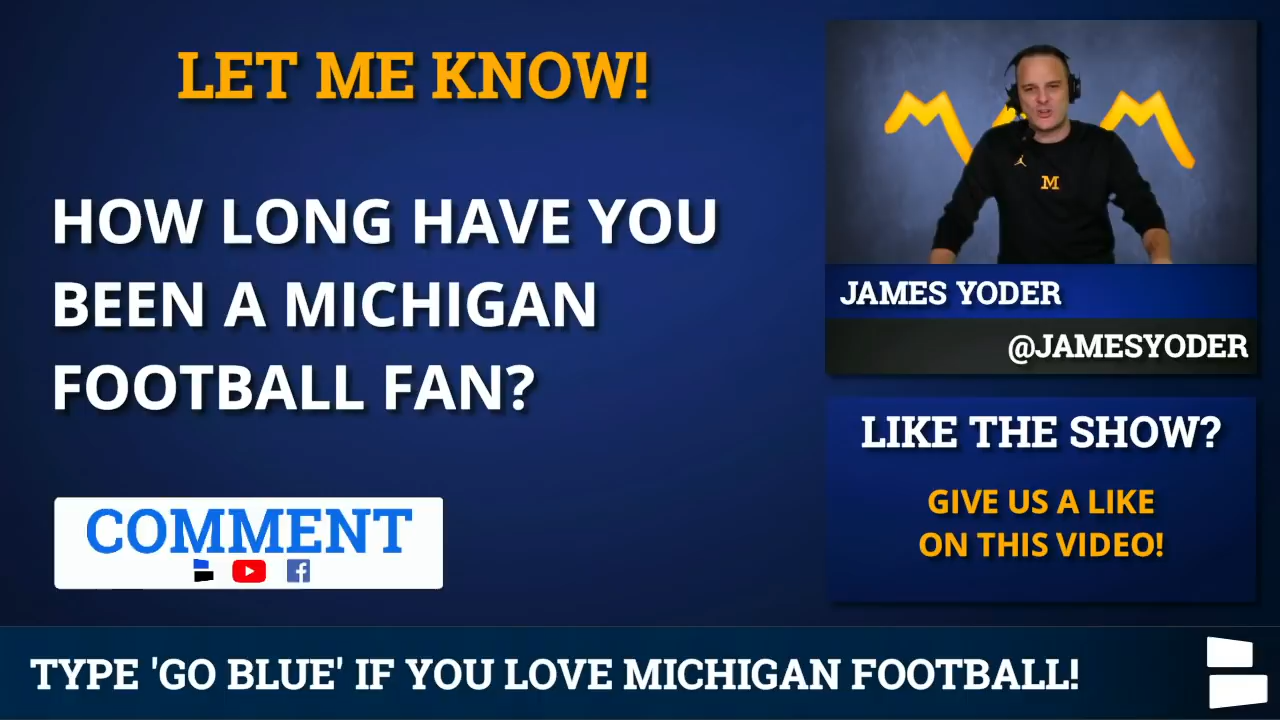 LET ME KNOW!
HOW LONG HAVE YOU
BEEN A MICHIGAN
FOOTBALL FAN?
COMMENT
M
JAMES YODER
@JAMESYODER
LIKE THE SHOW?
GIVE US A LIKE
ON THIS VIDEO!
TYPE 'GO BLUE' IF YOU LOVE MICHIGAN FOOTBALL!